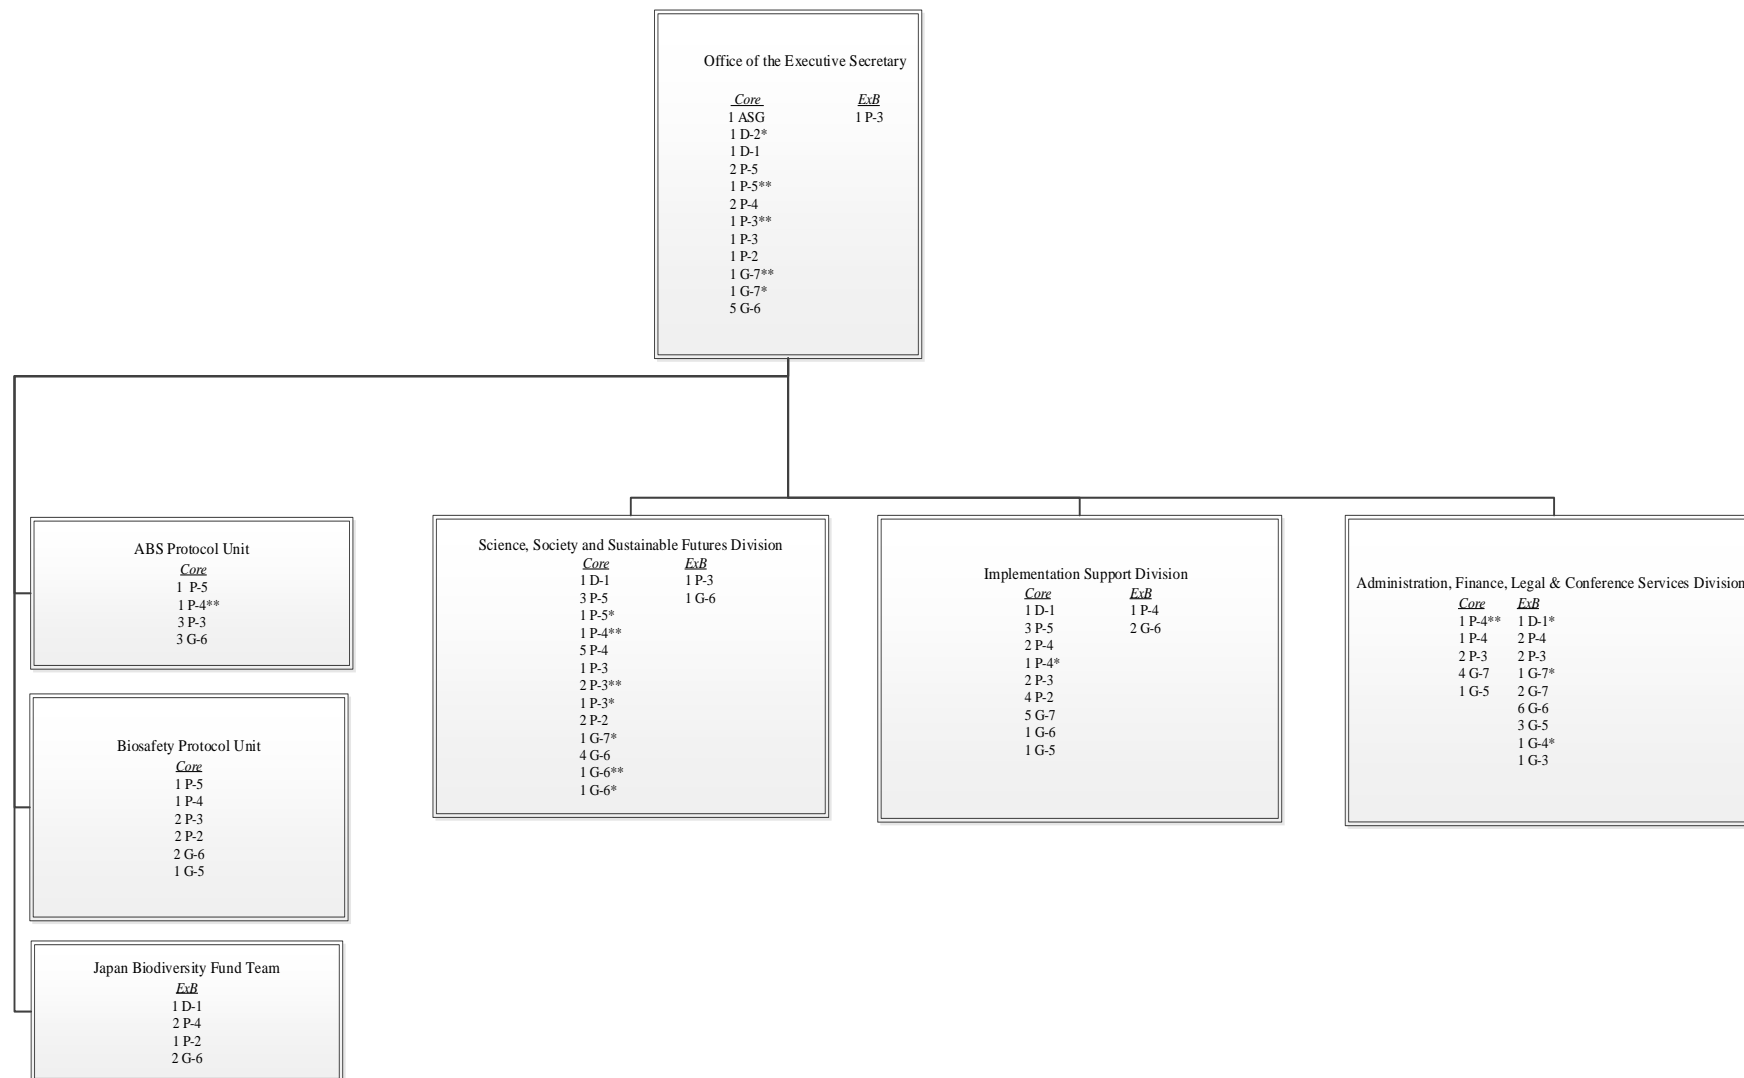 Office of the Executive Secretary
Core ExB
1 ASG 1 P-3
1 D-2*
1 D-1
2 P-5
1 P-5**
2 P-4
1 P-3**
1 P-3
1 P-2
1 G-7**
1 G-7*
5 G-6
ABS Protocol Unit
Core
1 P-5
1 P-4**
3 P-3
3 G-6
Biosafety Protocol Unit
Core
1 P-5
1 P-4
2 P-3
2 P-2
2 G-6
1 G-5
Japan Biodiversity Fund Team
ExB
1 D-1
2 P-4
1 P-2
2 G-6
Science, Society and Sustainable Futures Division
Core ExB
1 D-1 1 P-3
3 P-5 1 G-6
1 P-5*
1 P-4**
5 P-4
1 P-3
2 P-3**
1 P-3*
2 P-2
1 G-7*
4 G-6
1 G-6**
1 G-6*
Implementation Support Division
Core ExB
1 D-1 1 P-4
3 P-5 2 G-6
2 P-4
1 P-4*
2 P-3
4 P-2
5 G-7
1 G-6
1 G-5
Administration, Finance, Legal & Conference Services Division
Core ExB
1 P-4** 1 D-1*
1 P-4 2 P-4
2 P-3 2 P-3
4 G-7 1 G-7*
1 G-5 2 G-7
6 G-6
3 G-5
1 G-4*
1 G-3